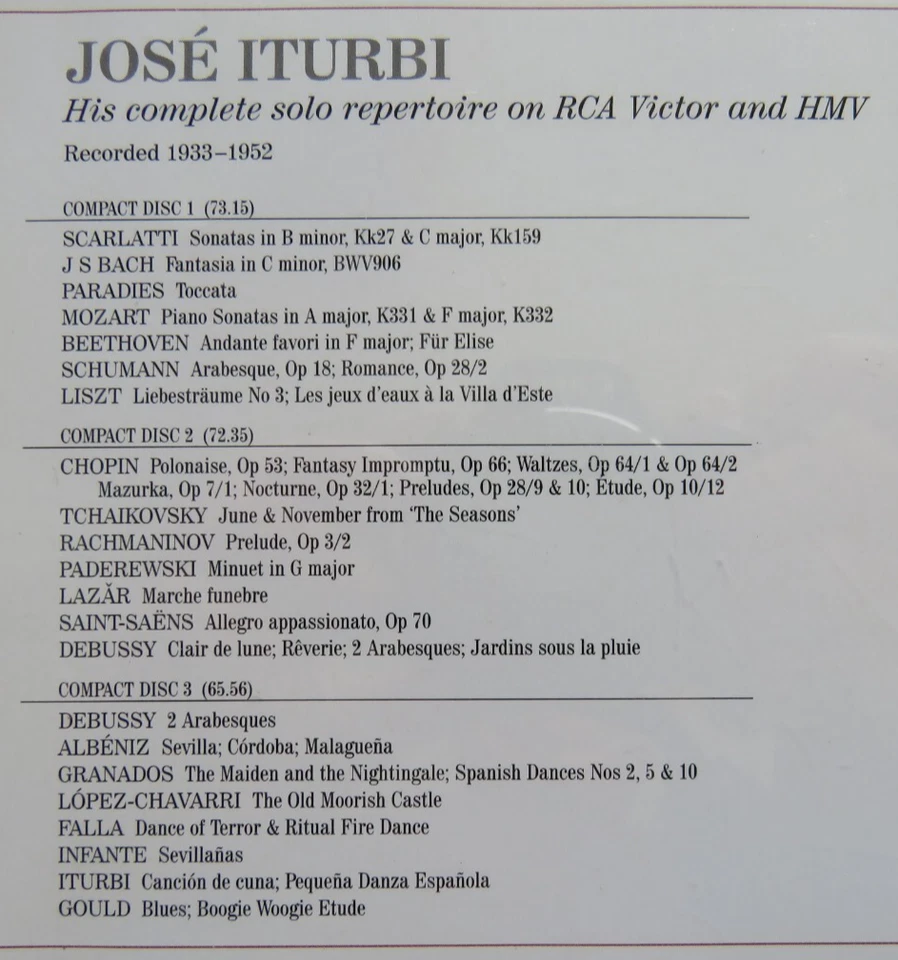 JOSÉ ITURBI
His complete solo repertoire on RCA Victor and HMV
Recorded 1933–1952
COMPACT DISC 1 (73.15)
SCARLATTI Sonatas in B minor, Kk27 & C major, Kk159
J S BACH Fantasia in C minor, BWV906
PARADIES Toccata
MOZART Piano Sonatas in A major, K331 & F major, K332
BEETHOVEN Andante favori in F major; Für Elise
SCHUMANN Arabesque, Op 18; Romance, Op 28/2
LISZT Liebesträume No 3; Les jeux d'eaux à la Villa d'Este
COMPACT DISC 2 (72.35)
CHOPIN Polonaise, Op 53; Fantasy Impromptu, Op 66; Waltzes, Op 64/1 & Op 64/2
Mazurka, Op 7/1; Nocturne, Op 32/1; Preludes, Op 28/9 & 10; Étude, Op 10/12
TCHAIKOVSKY June & November from 'The Seasons'
RACHMANINOV Prelude, Op 3/2
PADEREWSKI Minuet in G major
LAZĂR Marche funebre
SAINT-SAËNS Allegro appassionato, Op 70
DEBUSSY Clair de lune; Rêverie; 2 Arabesques; Jardins sous la pluie
COMPACT DISC 3 (65.56)
DEBUSSY 2 Arabesques
ALBÉNIZ Sevilla; Córdoba; Malagueña
GRANADOS The Maiden and the Nightingale; Spanish Dances Nos 2, 5 & 10
LÓPEZ-CHAVARRI The Old Moorish Castle
FALLA Dance of Terror & Ritual Fire Dance
INFANTE Sevillañas
ITURBI Canción de cuna; Pequeña Danza Española
GOULD Blues; Boogie Woogie Etude